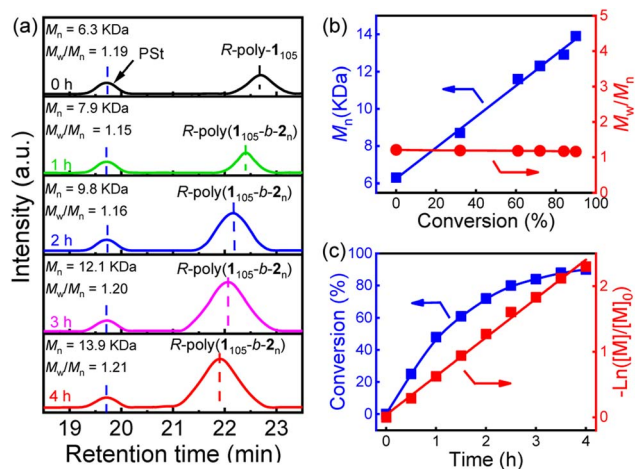 (a)
Mn = 6.3 KDa
Mw/Mn = 1.19
PSt
R-poly-1105
0 h
Mn = 7.9 KDa
Mw/Mn = 1.15
R-poly(1105-b-2n)
1 h
Mn = 9.8 KDa
Mw/Mn = 1.16
R-poly(1105-b-2n)
2 h
Mn = 12.1 KDa
Mw/Mn = 1.20
R-poly(1105-b-2n)
3 h
Mn = 13.9 KDa
Mw/Mn = 1.21
R-poly(1105-b-2n)
4 h
Intensity (a.u.)
19 20 21 22 23
Retention time (min)
(b)
14
12
10
8
6
Mn(KDa)
5
4
3
2
1
0
Mw/Mn
0 20 40 60 80 100
Conversion (%)
(c)
100
80
60
40
20
0
Conversion (%)
2
1
0
-Ln([M]/[M]0)
0 1 2 3 4
Time (h)